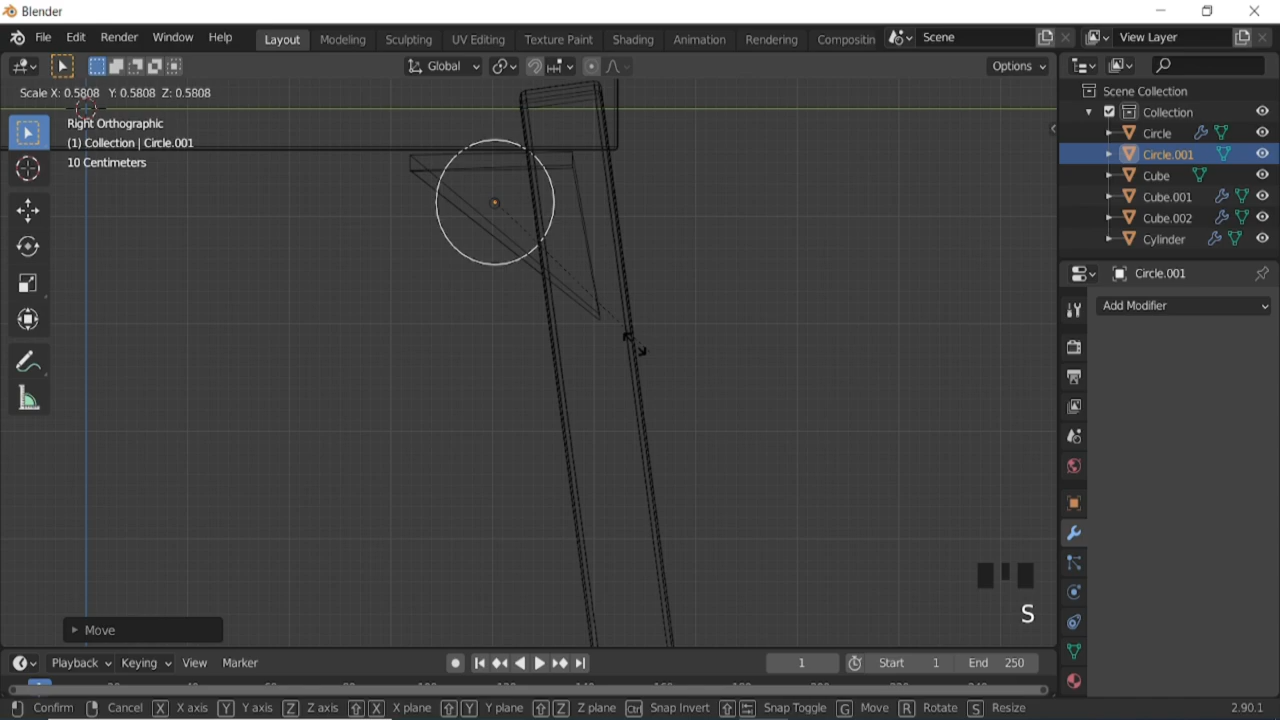 Blender
File Edit Render Window Help Layout Modeling Sculpting UV Editing Texture Paint Shading Animation Rendering Compositin Scene View Layer
Global Options
Scale X: 0.5808 Y: 0.5808 Z: 0.5808
Right Orthographic
(1) Collection | Circle.001
10 Centimeters
Scene Collection
Collection
Circle
Circle.001
Cube
Cube.001
Cube.002
Cylinder
Circle.001
Add Modifier
S
Move
Playback Keying View Marker 1 Start 1 End 250
Confirm Cancel X X axis Y Y axis Z Z axis X X plane Y Y plane Z Z plane Ctrl Snap Invert Snap Toggle G Move R Rotate S Resize 2.90.1